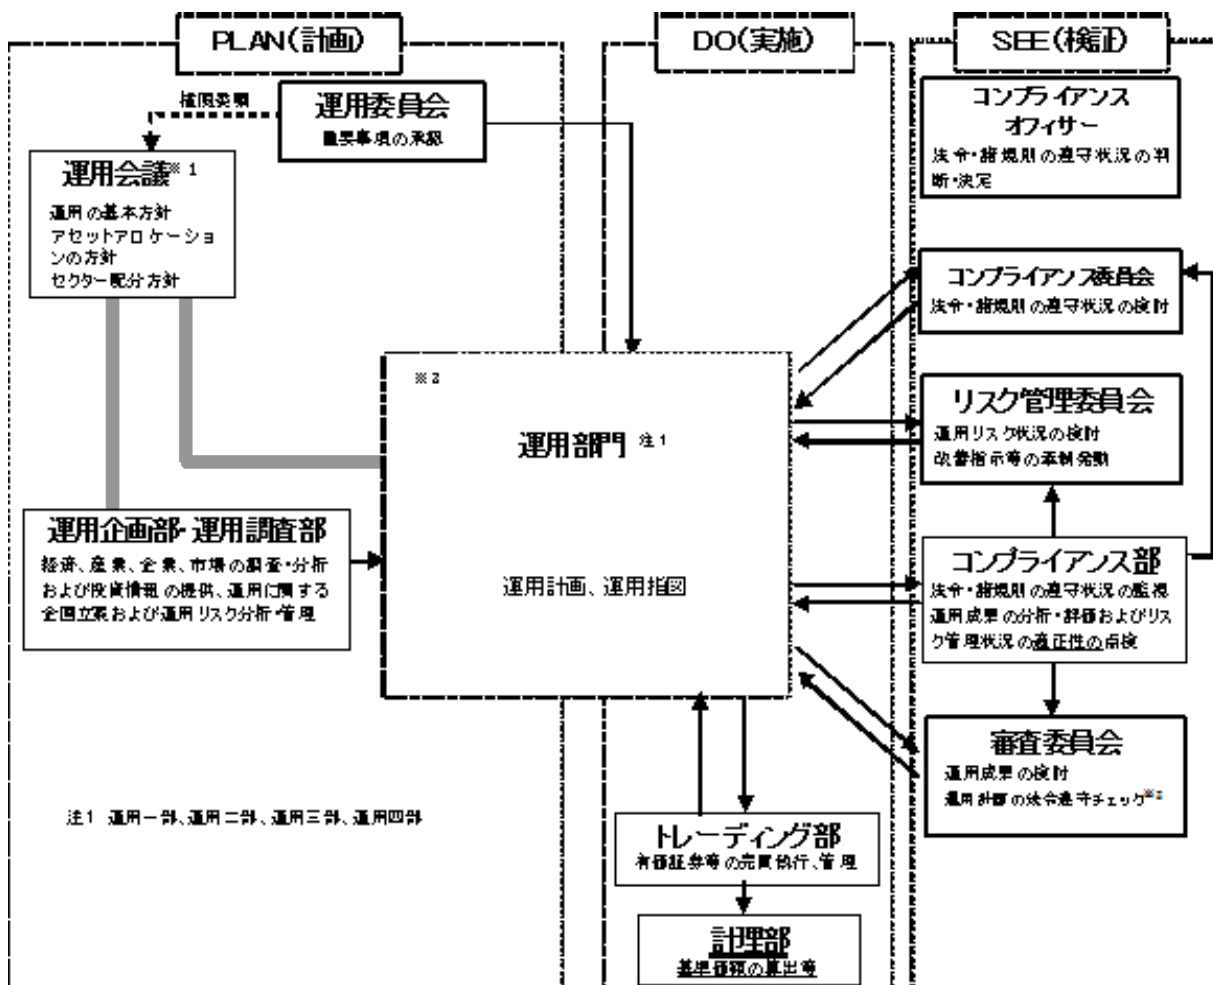 PLAN(計画)
DO(実施)
SEE(検証)
権限委譲
運用委員会
重要事項の承認
運用会議※1
運用の基本方針
アセットアロケーショ
ンの方針
セクター配分方針
コンプライアンス
オフィサー
法令・諸規則の遵守状況の判
断・決定
コンプライアンス委員会
法令・諸規則の遵守状況の検討
※2
運用部門 注1
運用計画、運用指図
リスク管理委員会
運用リスク状況の検討
改善指示等の牽制発動
運用企画部・運用調査部
経済、産業、企業、市場の調査・分析
および投資情報の提供、運用に関する
企画立案および運用リスク分析・管理
コンプライアンス部
法令・諸規則の遵守状況の監視
運用成果の分析・評価およびリス
ク管理状況の適正性の点検
審査委員会
運用成果の検討
運用計画の法令遵守チェック
注1 運用一部、運用二部、運用三部、運用四部
トレーディング部
有価証券等の売買執行、管理
計理部
基準価額の算出等